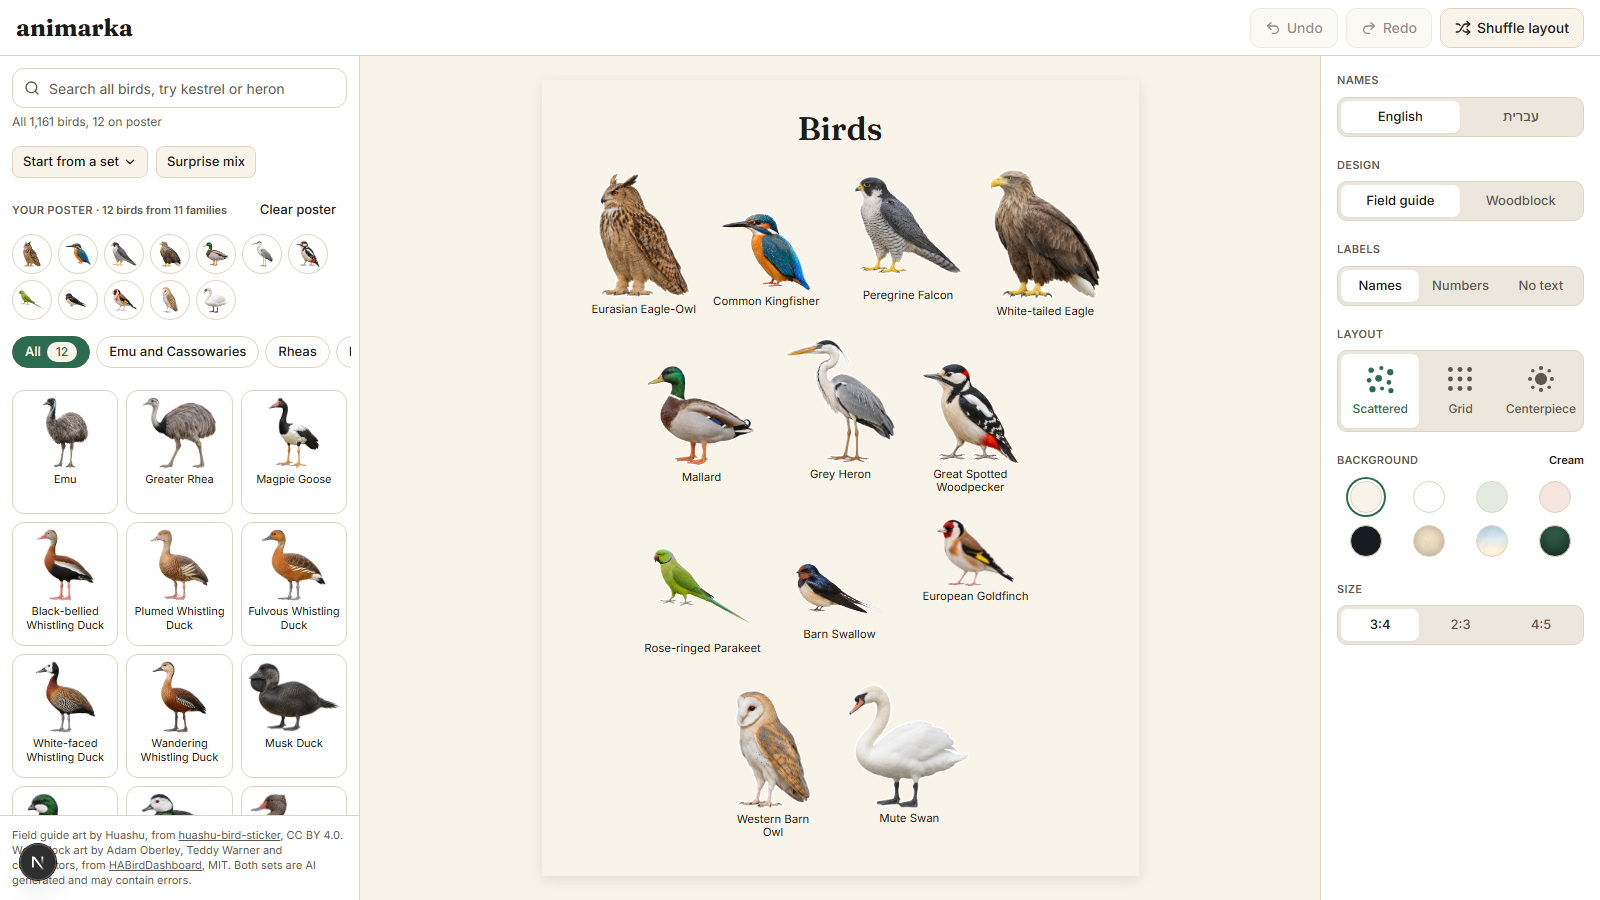 animarka
Undo
Redo
Shuffle layout
Search all birds, try kestrel or heron
All 1,161 birds, 12 on poster
Start from a set
Surprise mix
YOUR POSTER · 12 birds from 11 families
Clear poster
All 12
Emu and Cassowaries
Rheas
Emu
Greater Rhea
Magpie Goose
Black-bellied
Whistling Duck
Plumed Whistling
Duck
Fulvous Whistling
Duck
White-faced
Whistling Duck
Wandering
Whistling Duck
Musk Duck
Field guide art by Huashu, from huashu-bird-sticker, CC BY 4.0.
art by Adam Oberley, Teddy Warner and
from HABirdDashboard, MIT. Both sets are AI
generated and may contain errors.
N
Birds
Eurasian Eagle-Owl
Common Kingfisher
Peregrine Falcon
White-tailed Eagle
Mallard
Grey Heron
Great Spotted
Woodpecker
Rose-ringed Parakeet
Barn Swallow
European Goldfinch
Western Barn
Owl
Mute Swan
NAMES
English
עברית
DESIGN
Field guide
Woodblock
LABELS
Names
Numbers
No text
LAYOUT
Scattered
Grid
Centerpiece
BACKGROUND
Cream
SIZE
3:4
2:3
4:5